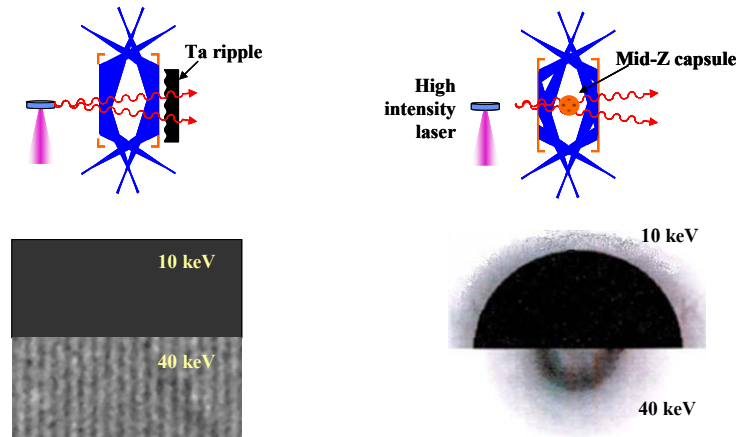 Ta ripple
Mid-Z capsule
High
intensity
laser
10 keV
40 keV
10 keV
40 keV